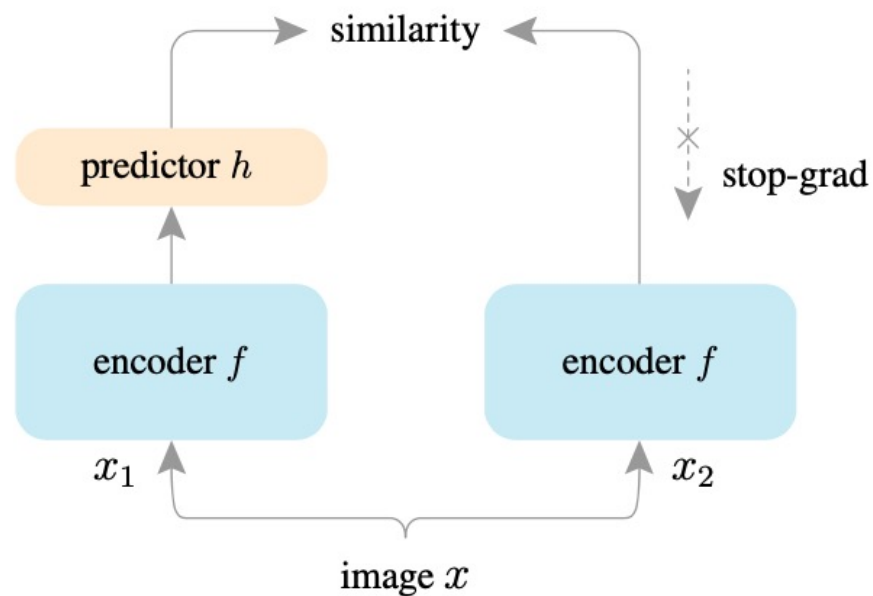 similarity
predictor h
stop-grad
encoder f
encoder f
x₁
x₂
image x